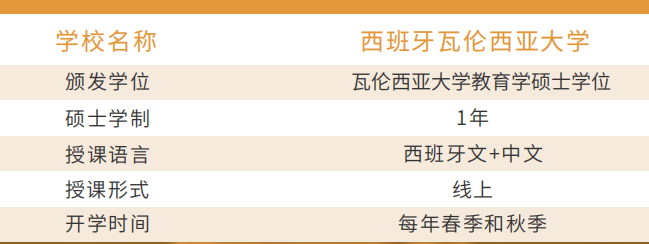 学校名称 西班牙瓦伦西亚大学
颁发学位 瓦伦西亚大学教育学硕士学位
硕士学制 1年
授课语言 西班牙文+中文
授课形式 线上
开学时间 每年春季和秋季